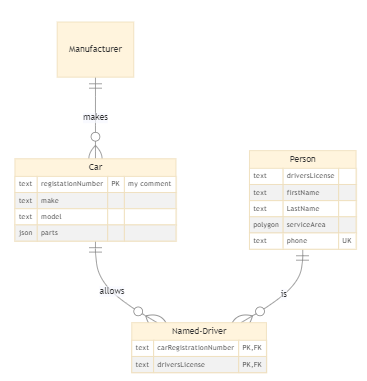 Manufacturer
makes
Car
text registationNumber PK my comment
text make
text model
json parts
Person
text driversLicense
text firstName
text LastName
polygon serviceArea
text phone UK
allows
is
Named-Driver
text carRegistrationNumber PK,FK
text driversLicense PK,FK